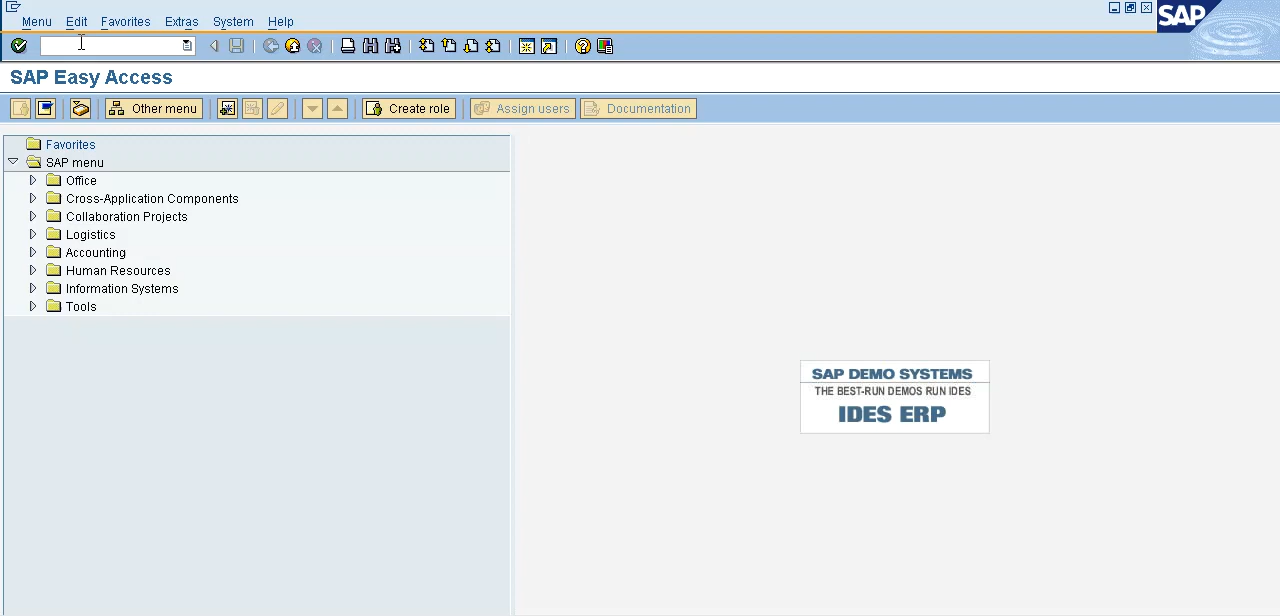 Menu Edit Favorites Extras System Help
SAP
SAP Easy Access
Other menu Create role Assign users Documentation
Favorites
SAP menu
Office
Cross-Application Components
Collaboration Projects
Logistics
Accounting
Human Resources
Information Systems
Tools
SAP DEMO SYSTEMS
THE BEST-RUN DEMOS RUN IDES
IDES ERP